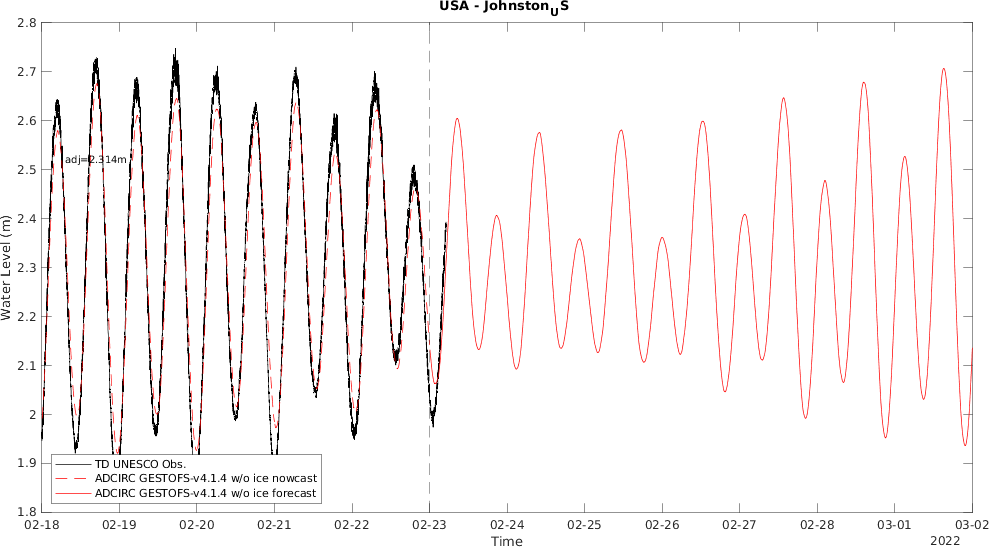 USA - Johnston_US
2.8
2.7
2.6
2.5
2.4
2.3
2.2
2.1
2
1.9
1.8
Water Level (m)
adj=2.314m
TD UNESCO Obs.
ADCIRC GESTOFS-v4.1.4 w/o ice nowcast
ADCIRC GESTOFS-v4.1.4 w/o ice forecast
02-18 02-19 02-20 02-21 02-22 02-23 02-24 02-25 02-26 02-27 02-28 03-01 03-02
Time
2022